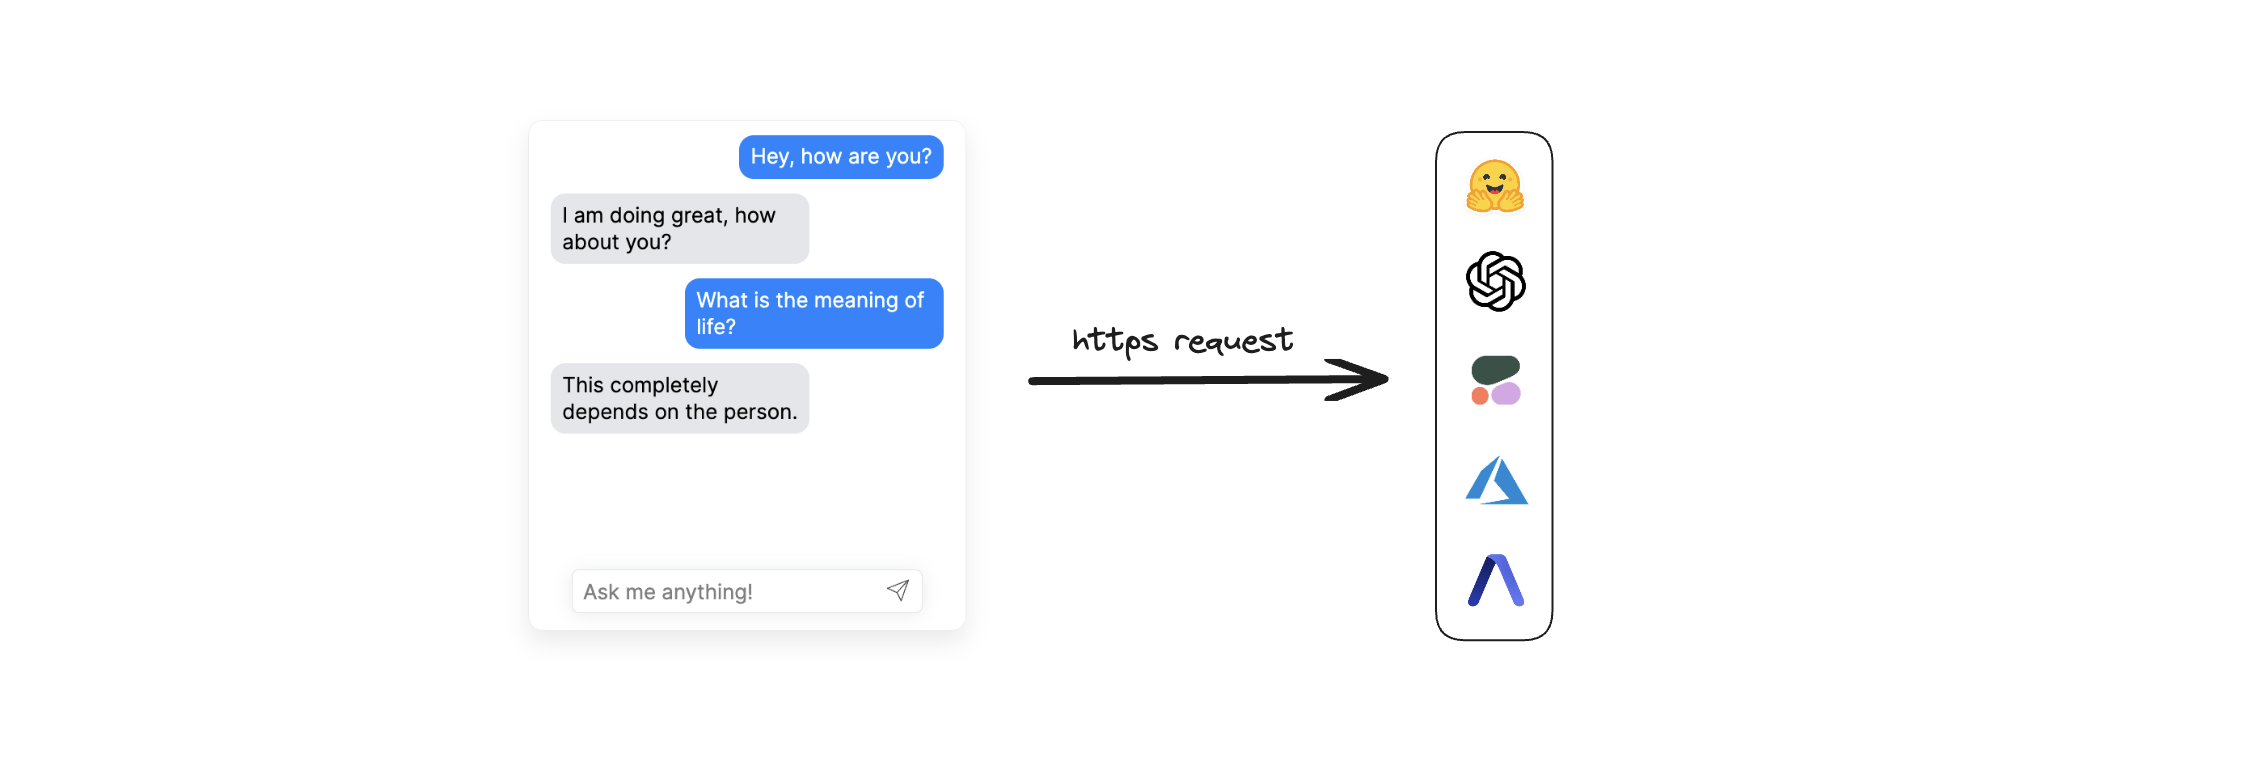 Hey, how are you?
I am doing great, how
about you?
What is the meaning of
life?
This completely
depends on the person.
Ask me anything!
https request